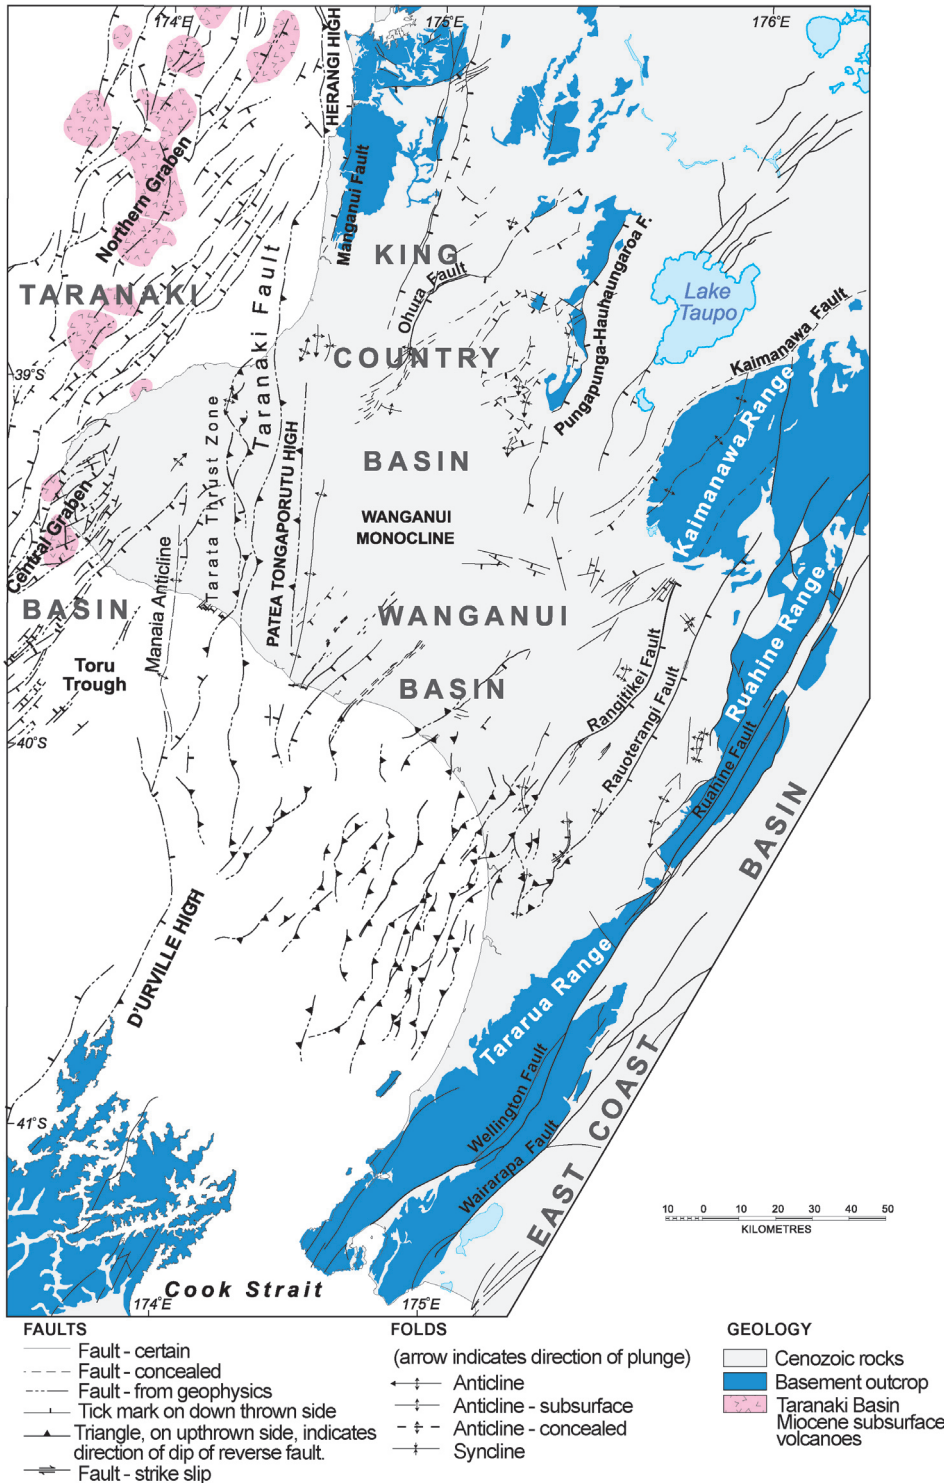 174°E
175°E
176°E
HERANGI HIGH
Northern Graben
Manganui Fault
KING
Ohura Fault
TARANAKI
Taranaki Fault
COUNTRY
Pungapunga-Hauhaungaroa F.
Lake
Taupo
Kaimanawa Fault
39°S
Tarata Thrust Zone
PATEA TONGAPORUTU HIGH
BASIN
Kaimanawa Range
Central Graben
WANGANUI
MONOCLINE
BASIN
Manaia Anticline
WANGANUI
Toru
Trough
BASIN
Rangitikei Fault
Rauoterangi Fault
Ruahine Range
Ruahine Fault
40°S
BASIN
D'URVILLE HIGH
Tararua Range
COAST
41°S
Wellington Fault
Wairarapa Fault
EAST
10 0 10 20 30 40 50
KILOMETRES
Cook Strait
174°E
175°E
FAULTS
Fault - certain
Fault - concealed
Fault - from geophysics
Tick mark on down thrown side
Triangle, on upthrown side, indicates
direction of dip of reverse fault.
Fault - strike slip
FOLDS
(arrow indicates direction of plunge)
Anticline
Anticline - subsurface
Anticline - concealed
Syncline
GEOLOGY
Cenozoic rocks
Basement outcrop
Taranaki Basin
Miocene subsurface
volcanoes